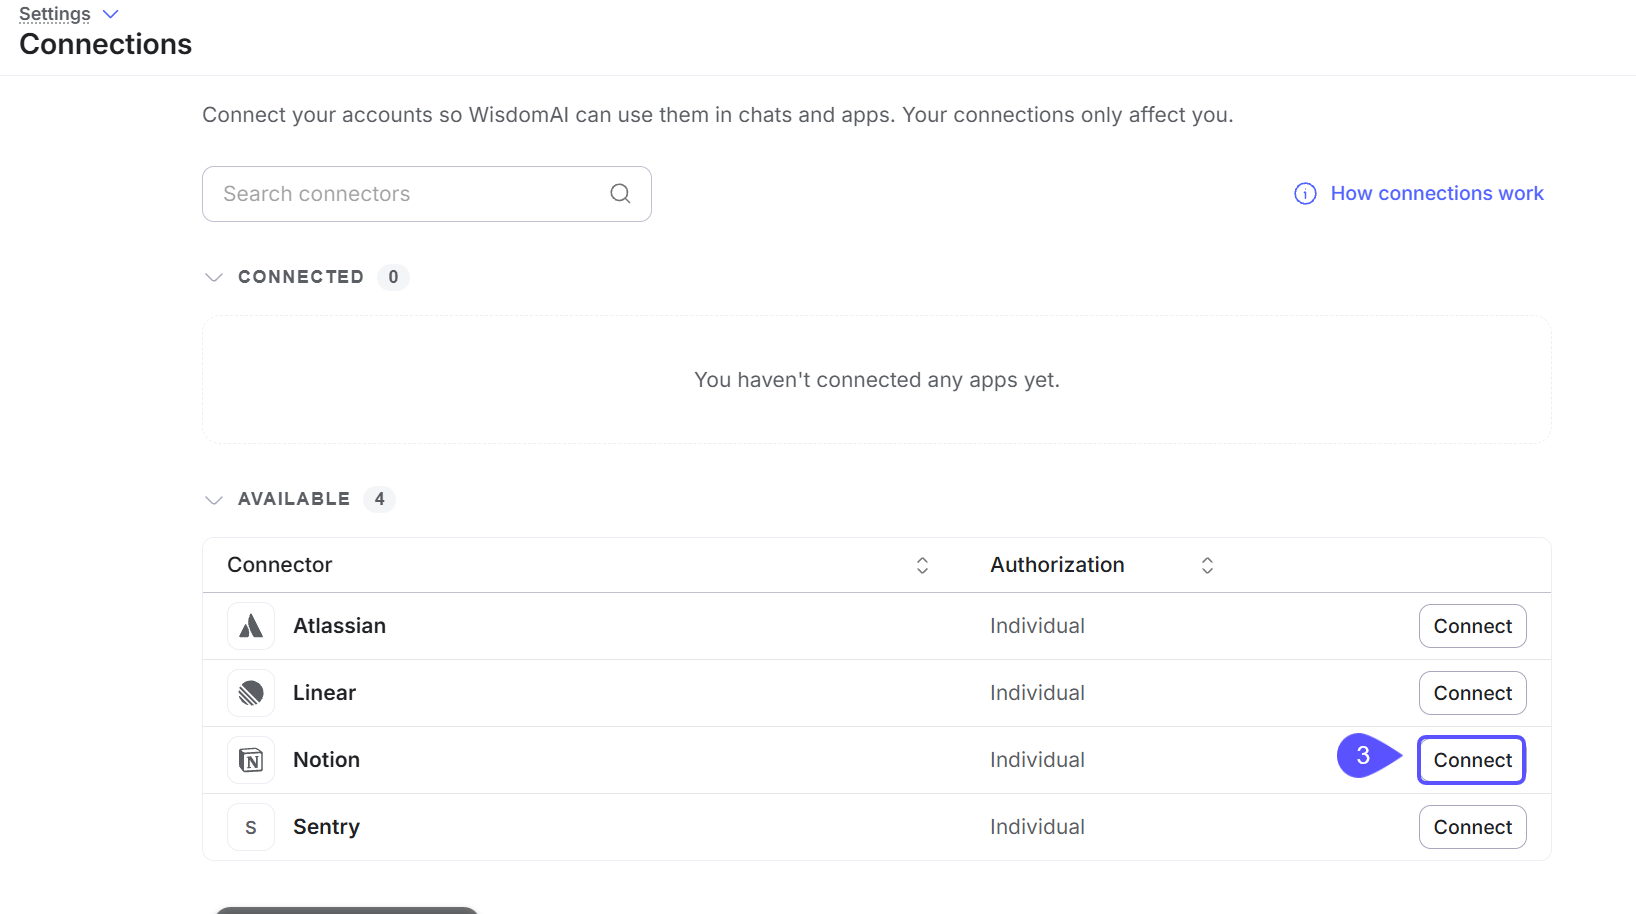 Settings
Connections
Connect your accounts so WisdomAI can use them in chats and apps. Your connections only affect you.
Search connectors
How connections work
CONNECTED 0
You haven't connected any apps yet.
AVAILABLE 4
Connector Authorization
Atlassian Individual Connect
Linear Individual Connect
N Notion Individual 3 Connect
S Sentry Individual Connect